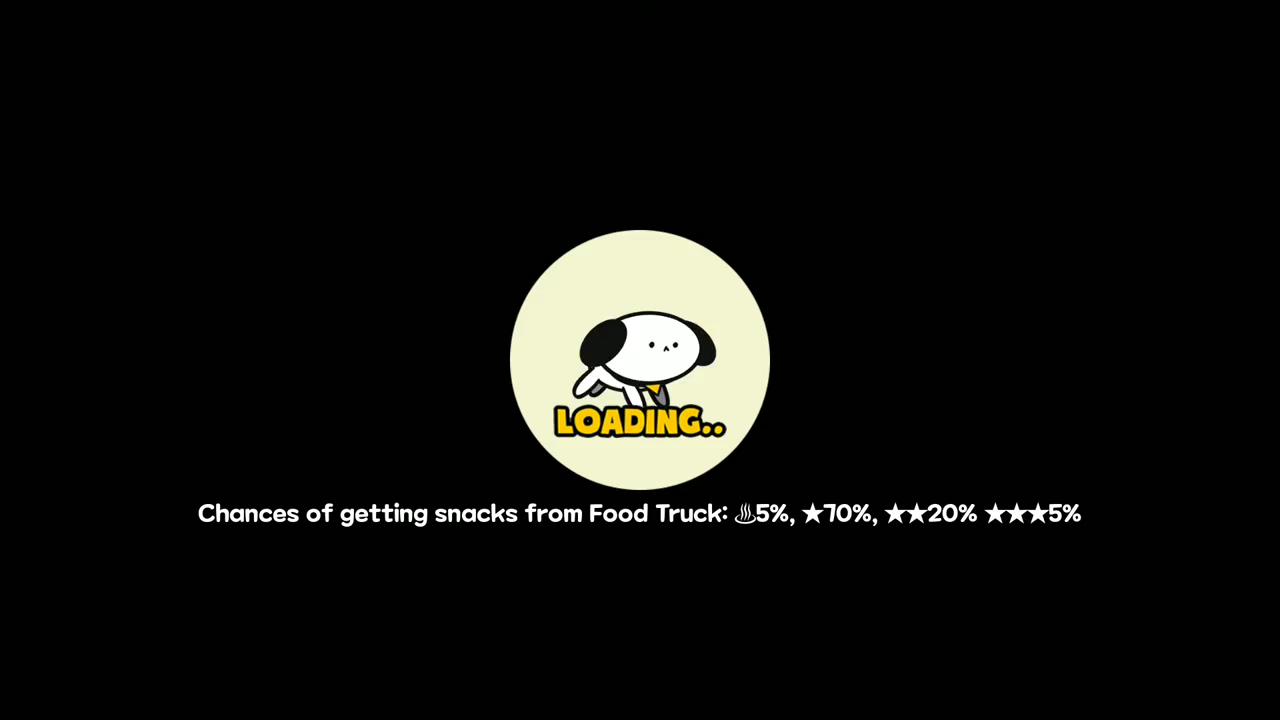 LOADING..
Chances of getting snacks from Food Truck: ♨5%, ★70%, ★★20% ★★★5%